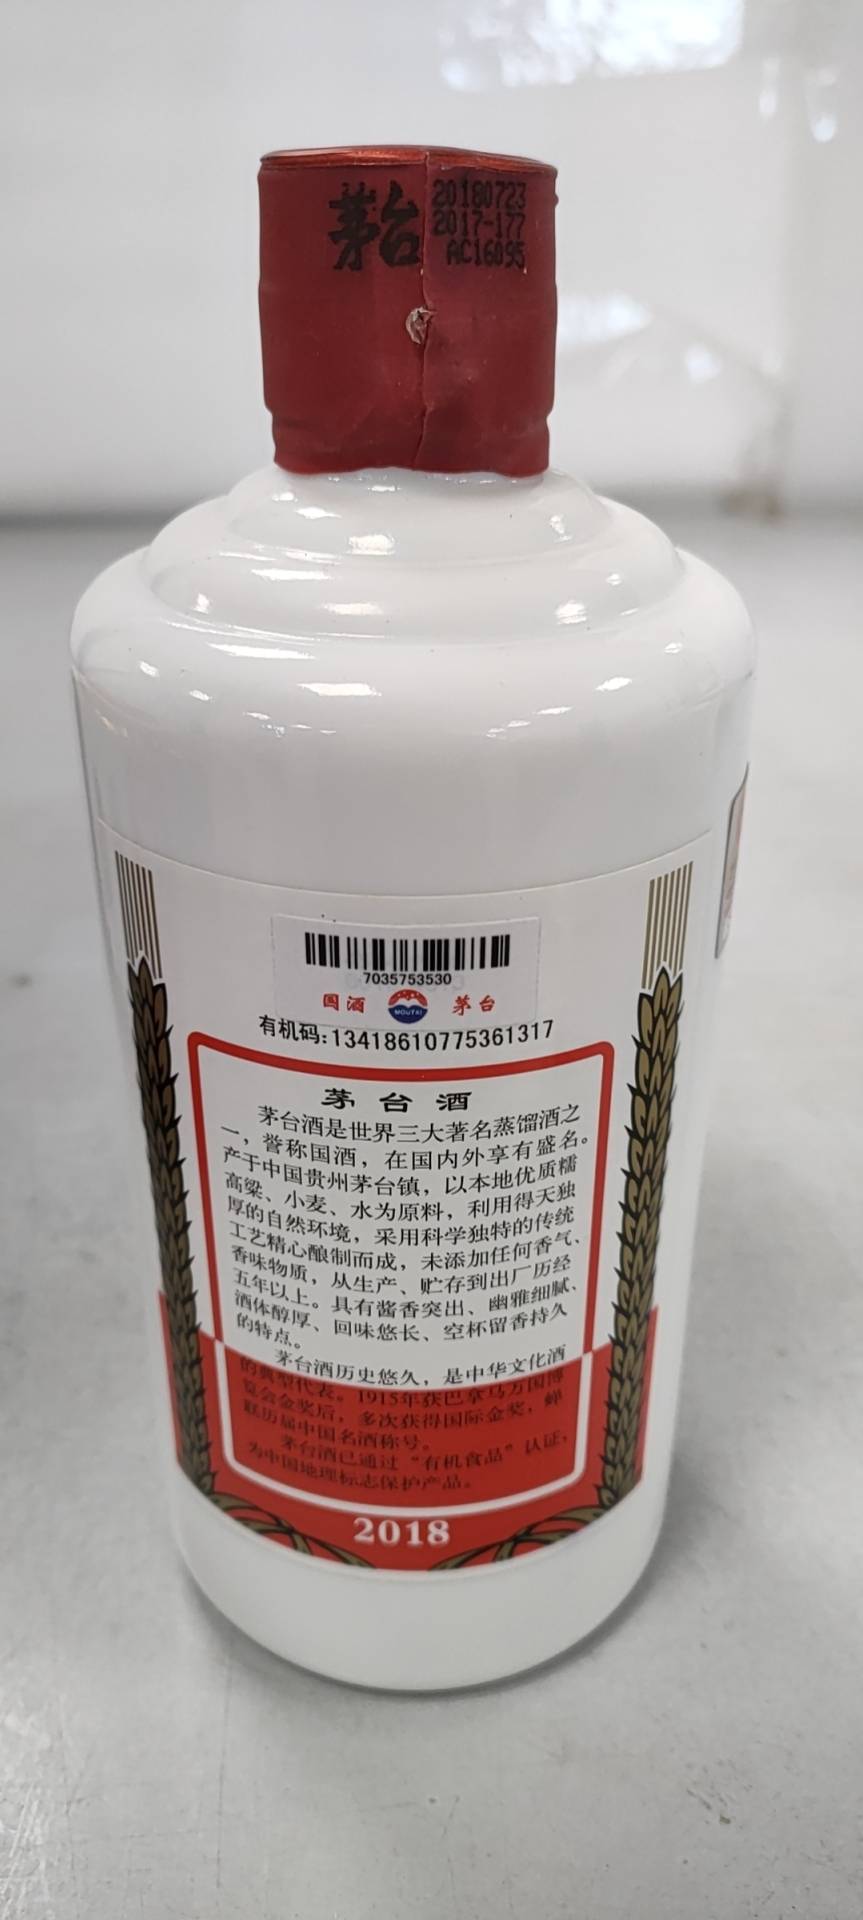 茅台
20180723
2017-177
AC16095
7035753530
国酒
MOUTAI
茅台
有机码:13418610775361317
茅台酒
茅台酒是世界三大著名蒸馏酒之
一，誉称国酒，在国内外享有盛名。
产于中国贵州茅台镇，以本地优质糯
高粱、小麦、水为原料，利用得天独
厚的自然环境，采用科学独特的传统
工艺精心酿制而成，未添加任何香气、
香味物质，从生产、贮存到出厂历经
五年以上。具有酱香突出、幽雅细腻、
酒体醇厚、回味悠长、空杯留香持久
的特点。
茅台酒历史悠久，是中华文化酒
的典型代表。1915年获巴拿马万国博
览会金奖后，多次获得国际金奖，蝉
联历届中国名酒称号。
茅台酒已通过“有机食品”认证，
为中国地理标志保护产品。
2018